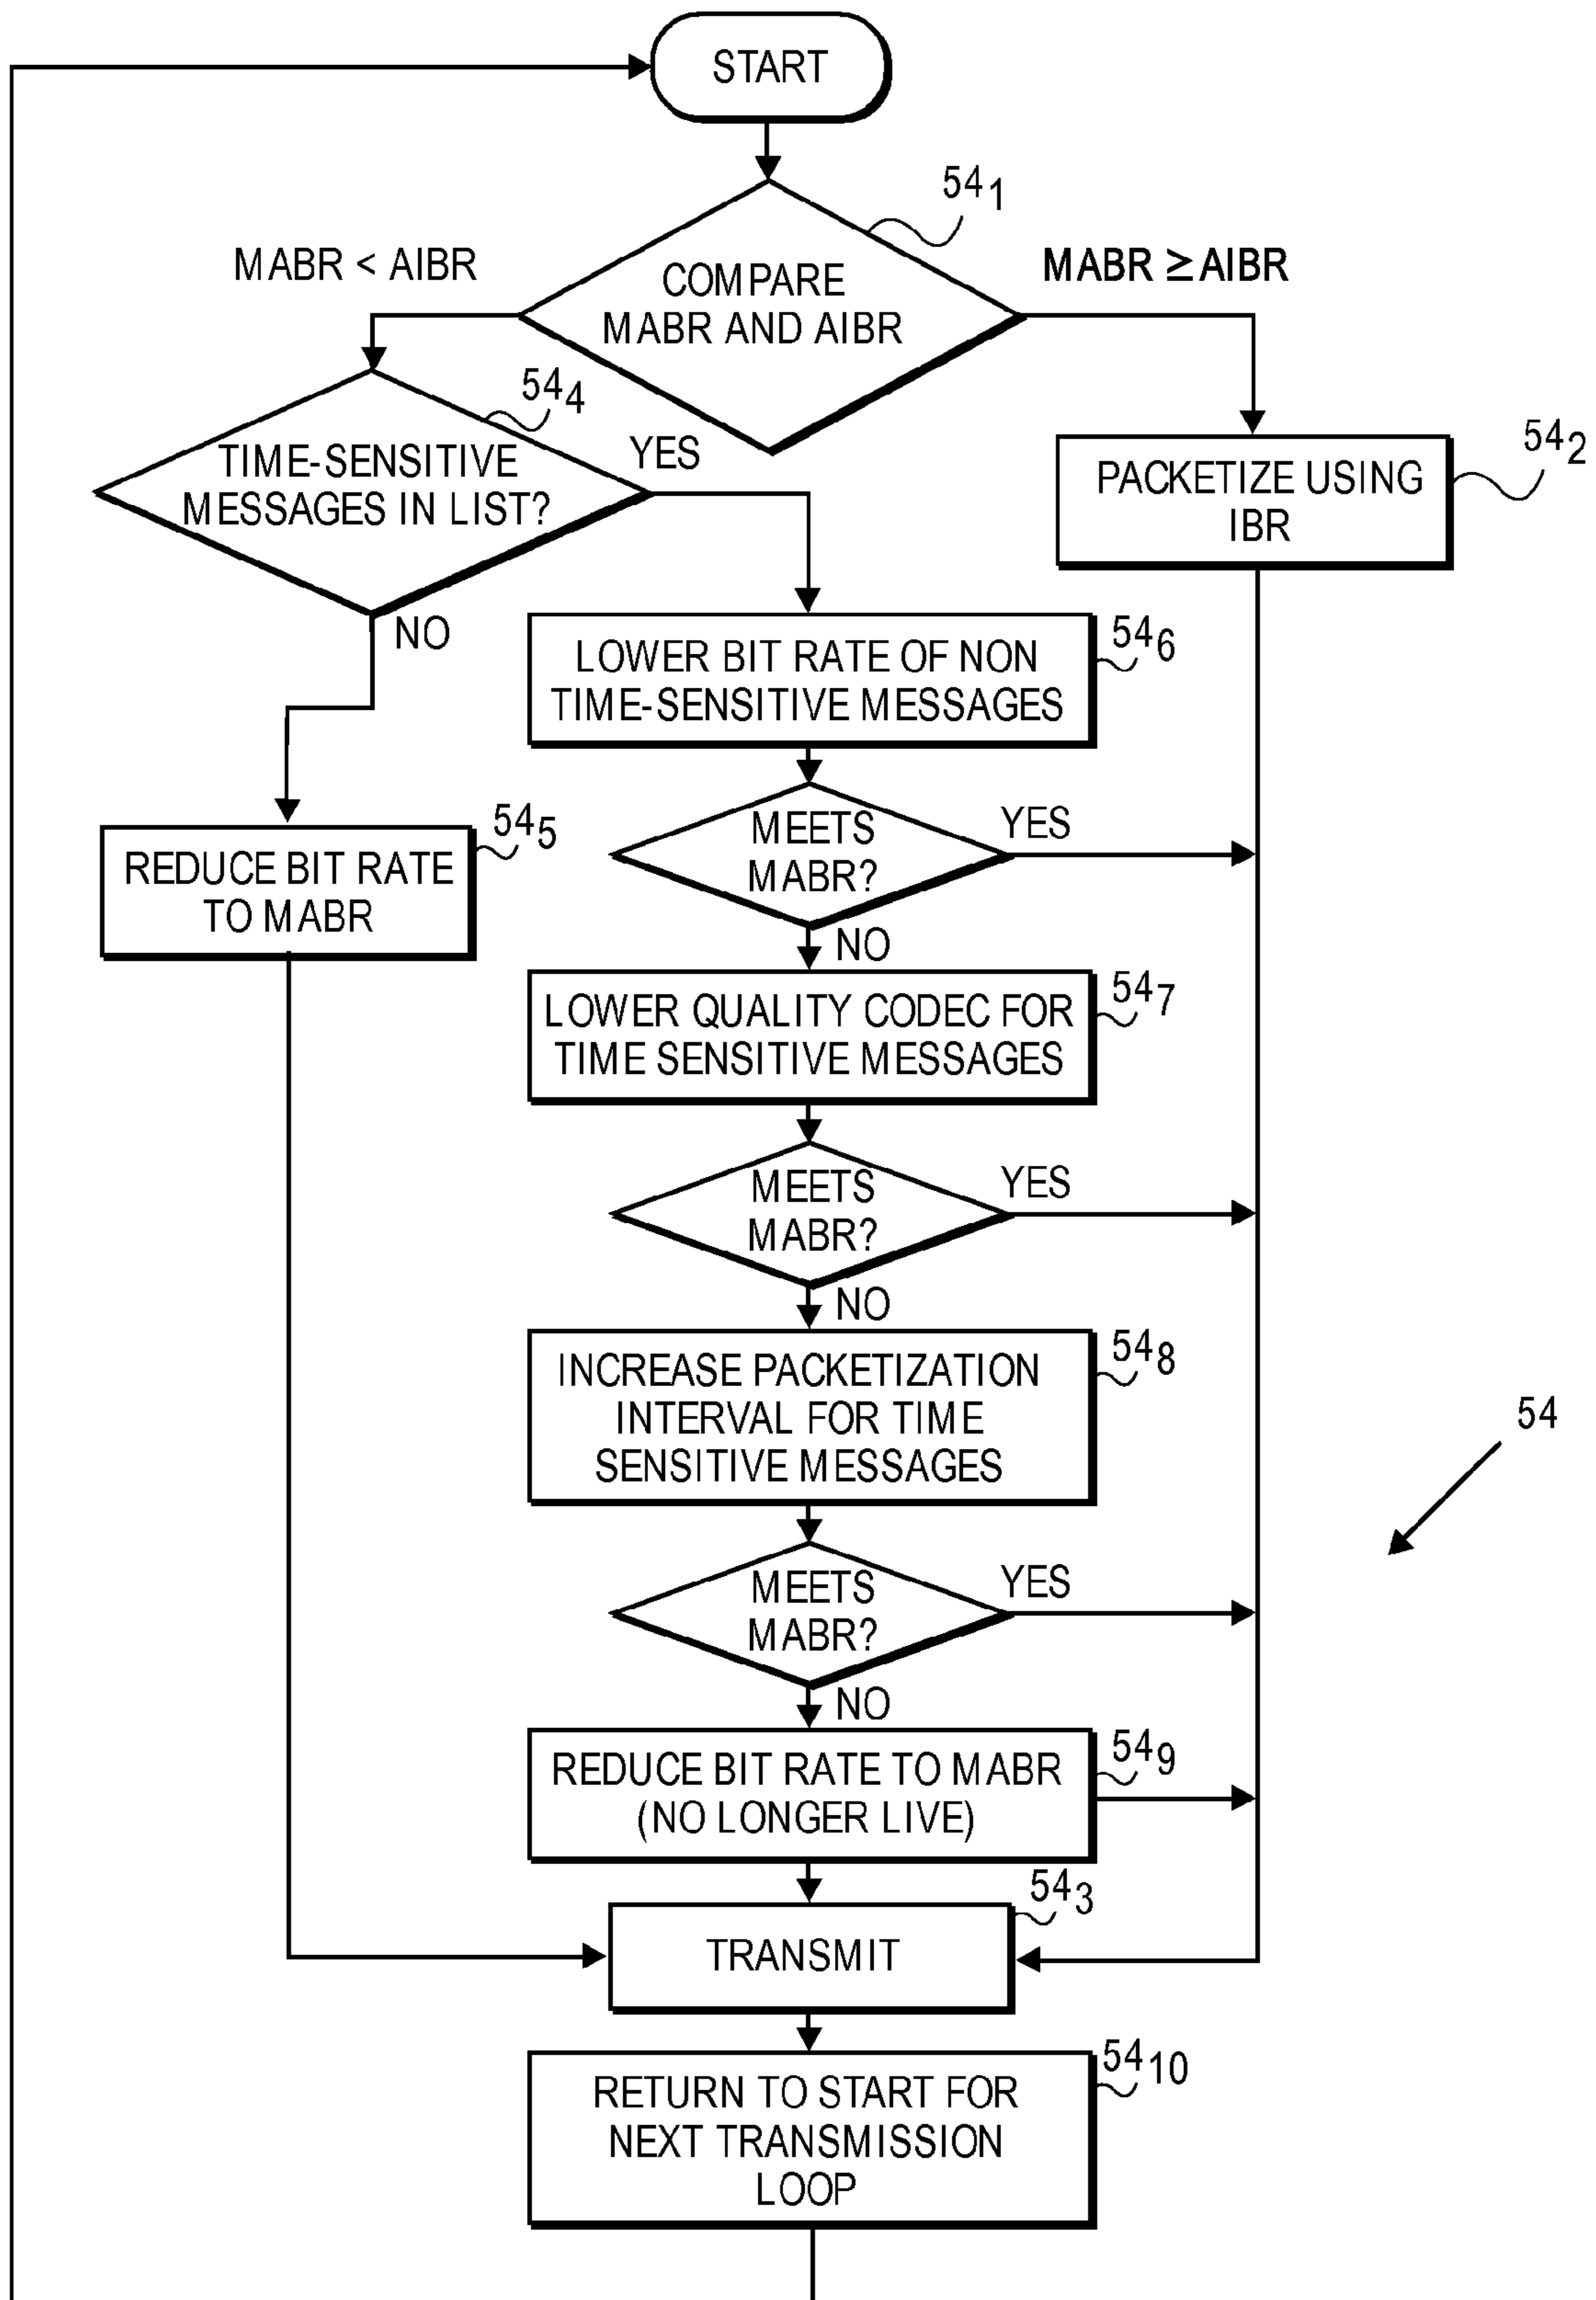 START
54₁
MABR < AIBR
COMPARE
MABR AND AIBR
MABR ≥ AIBR
54₄
TIME-SENSITIVE
MESSAGES IN LIST?
YES
NO
54₂
PACKETIZE USING
IBR
54₆
LOWER BIT RATE OF NON
TIME-SENSITIVE MESSAGES
MEETS
MABR?
YES
NO
54₅
REDUCE BIT RATE
TO MABR
54₇
LOWER QUALITY CODEC FOR
TIME SENSITIVE MESSAGES
MEETS
MABR?
YES
NO
54₈
INCREASE PACKETIZATION
INTERVAL FOR TIME
SENSITIVE MESSAGES
54
MEETS
MABR?
YES
NO
54₉
REDUCE BIT RATE TO MABR
(NO LONGER LIVE)
54₃
TRANSMIT
54₁₀
RETURN TO START FOR
NEXT TRANSMISSION
LOOP